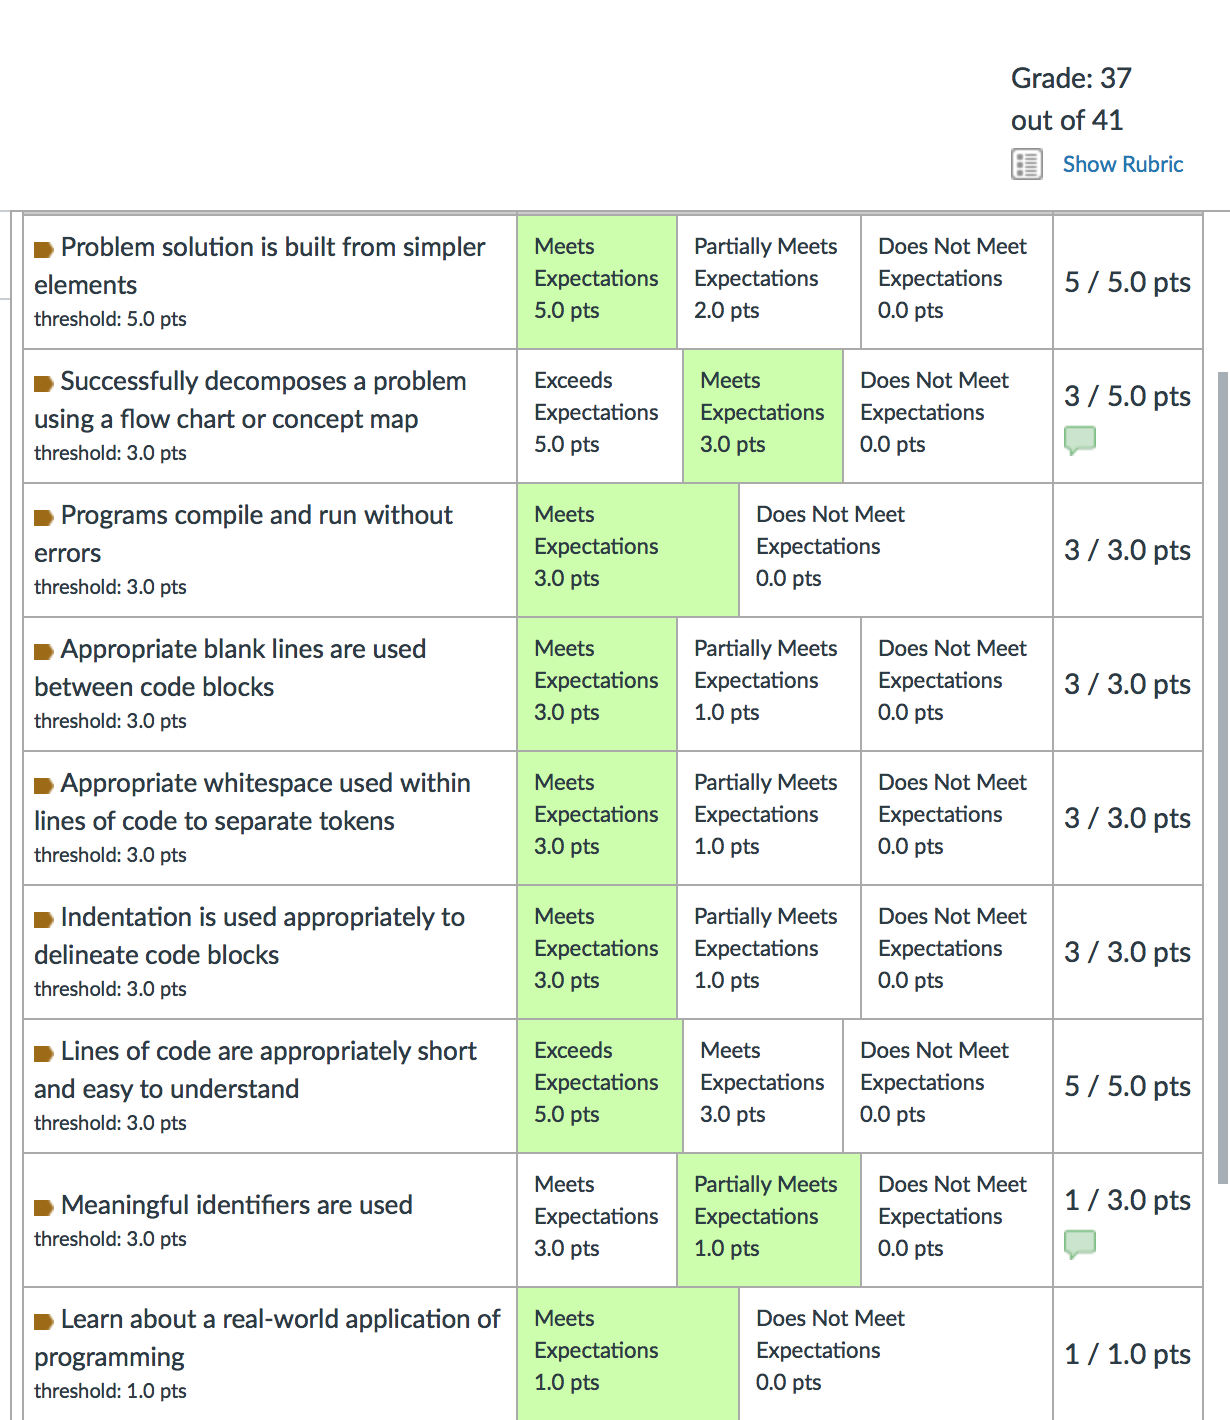 Grade: 37
out of 41
Show Rubric
Problem solution is built from simpler
elements
threshold: 5.0 pts
Meets
Expectations
5.0 pts
Partially Meets
Expectations
2.0 pts
Does Not Meet
Expectations
0.0 pts
5 / 5.0 pts
Successfully decomposes a problem
using a flow chart or concept map
threshold: 3.0 pts
Exceeds
Expectations
5.0 pts
Meets
Expectations
3.0 pts
Does Not Meet
Expectations
0.0 pts
3 / 5.0 pts
Programs compile and run without
errors
threshold: 3.0 pts
Meets
Expectations
3.0 pts
Does Not Meet
Expectations
0.0 pts
3 / 3.0 pts
Appropriate blank lines are used
between code blocks
threshold: 3.0 pts
Meets
Expectations
3.0 pts
Partially Meets
Expectations
1.0 pts
Does Not Meet
Expectations
0.0 pts
3 / 3.0 pts
Appropriate whitespace used within
lines of code to separate tokens
threshold: 3.0 pts
Meets
Expectations
3.0 pts
Partially Meets
Expectations
1.0 pts
Does Not Meet
Expectations
0.0 pts
3 / 3.0 pts
Indentation is used appropriately to
delineate code blocks
threshold: 3.0 pts
Meets
Expectations
3.0 pts
Partially Meets
Expectations
1.0 pts
Does Not Meet
Expectations
0.0 pts
3 / 3.0 pts
Lines of code are appropriately short
and easy to understand
threshold: 3.0 pts
Exceeds
Expectations
5.0 pts
Meets
Expectations
3.0 pts
Does Not Meet
Expectations
0.0 pts
5 / 5.0 pts
Meaningful identifiers are used
threshold: 3.0 pts
Meets
Expectations
3.0 pts
Partially Meets
Expectations
1.0 pts
Does Not Meet
Expectations
0.0 pts
1 / 3.0 pts
Learn about a real-world application of
programming
threshold: 1.0 pts
Meets
Expectations
1.0 pts
Does Not Meet
Expectations
0.0 pts
1 / 1.0 pts